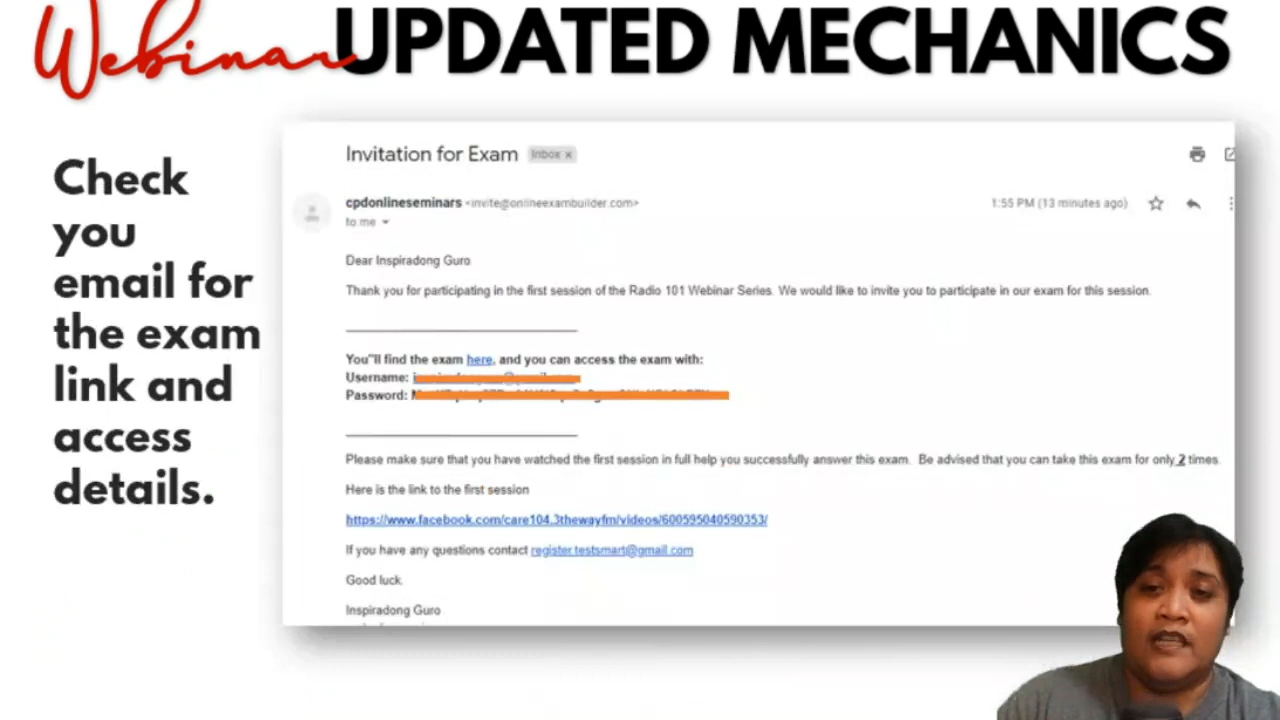 Webinar UPDATED MECHANICS
Check
you
email for
the exam
link and
access
details.
Invitation for Exam Inbox x
cpdonlineseminars <invite@onlineexambuilder.com>
1:55 PM (13 minutes ago)
to me
Dear Inspiradong Guro
Thank you for participating in the first session of the Radio 101 Webinar Series. We would like to invite you to participate in our exam for this session.
You"ll find the exam here, and you can access the exam with:
Username:
Password:
Please make sure that you have watched the first session in full help you successfully answer this exam. Be advised that you can take this exam for only 2 times.
Here is the link to the first session
https://www.facebook.com/care104.3thewayfm/videos/600595040590353/
If you have any questions contact register.testsmart@gmail.com
Good luck.
Inspiradong Guro